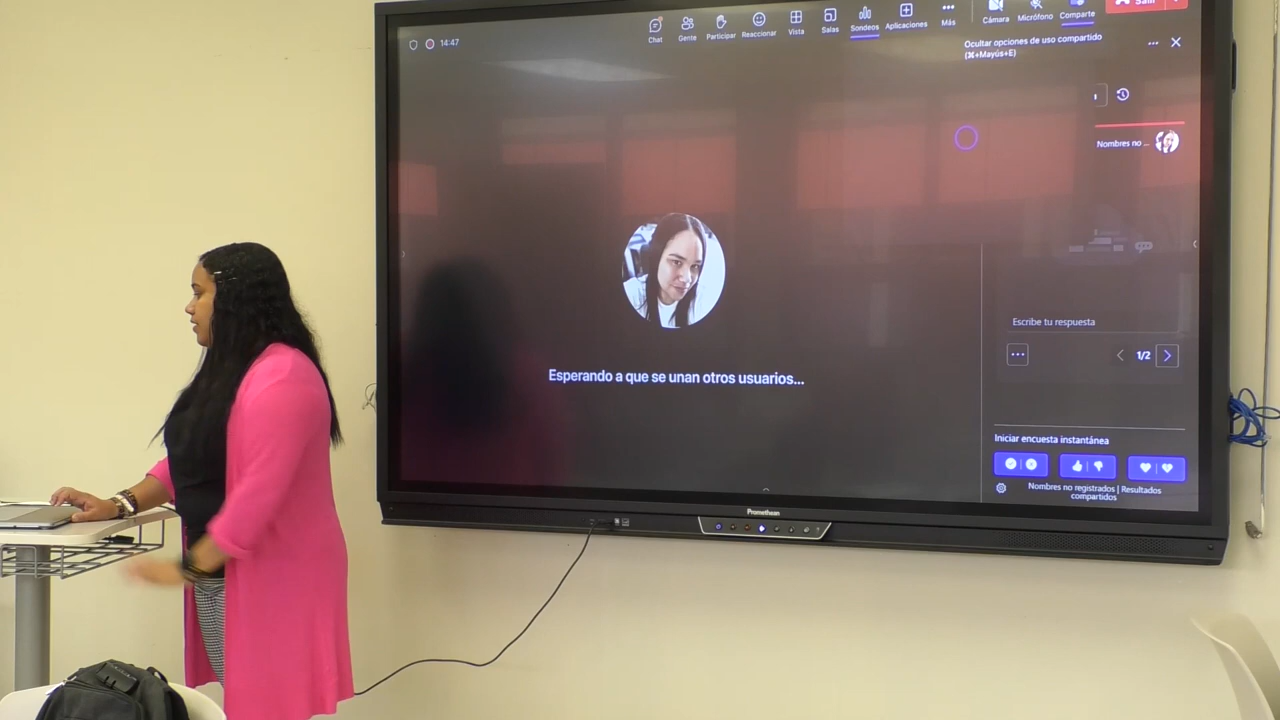 14:47
Chat
Gente
Participar
Reaccionar
Vista
Salas
Sondeos
Aplicaciones
Más
Cámara
Micrófono
Comparte
Salir
Ocultar opciones de uso compartido
(⌘+Mayús+E)
Nombres no ...
Esperando a que se unan otros usuarios...
Escribe tu respuesta
1/2
Iniciar encuesta instantánea
Nombres no registrados | Resultados
compartidos
Promethean